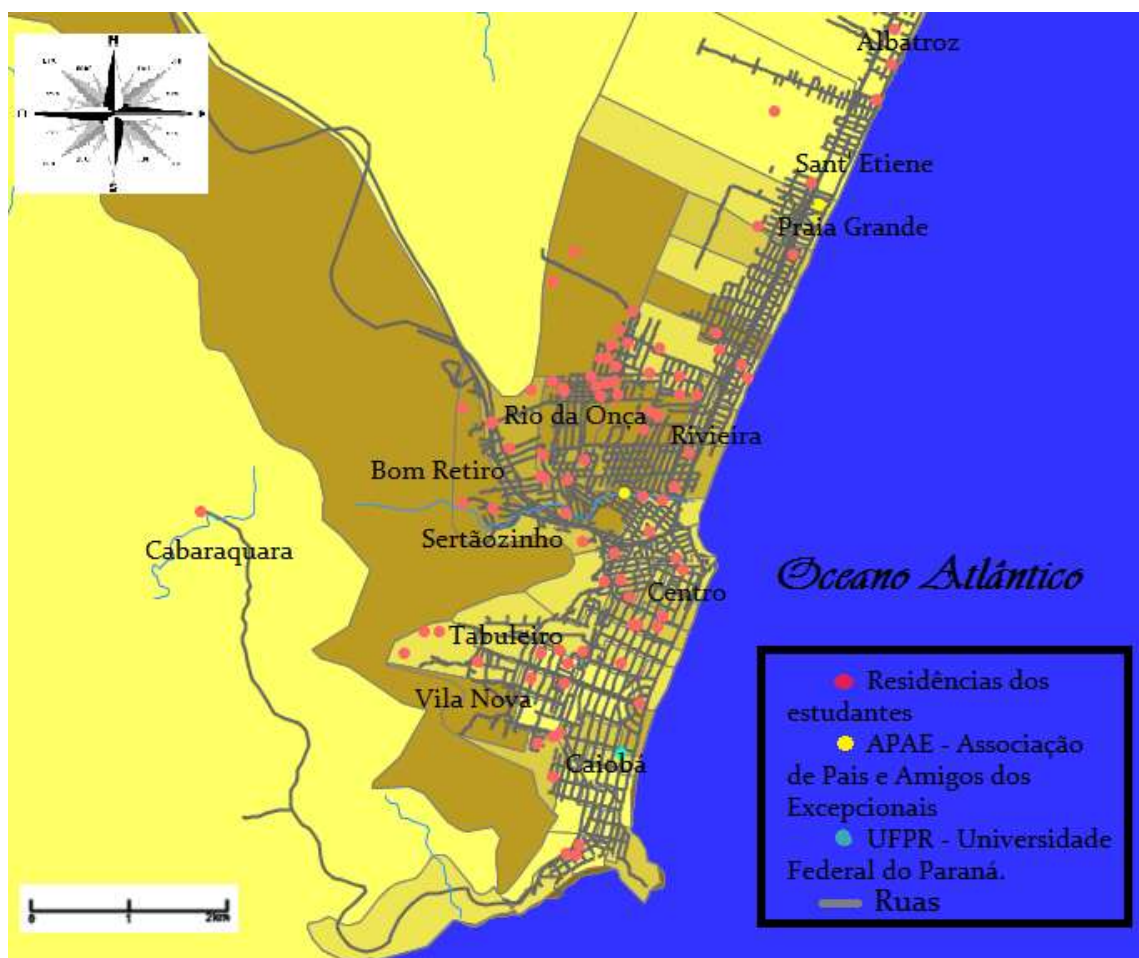 N
S
Albatroz
Sant' Etiene
Praia Grande
Rio da Onça
Rivieira
Bom Retiro
Sertãozinho
Cabaraquara
Oceano Atlântico
Centro
Tabuleiro
Vila Nova
Caiobá
Residências dos
estudantes
APAE - Associação
de Pais e Amigos dos
Excepcionais
UFPR - Universidade
Federal do Paraná.
Ruas
0 1 2km